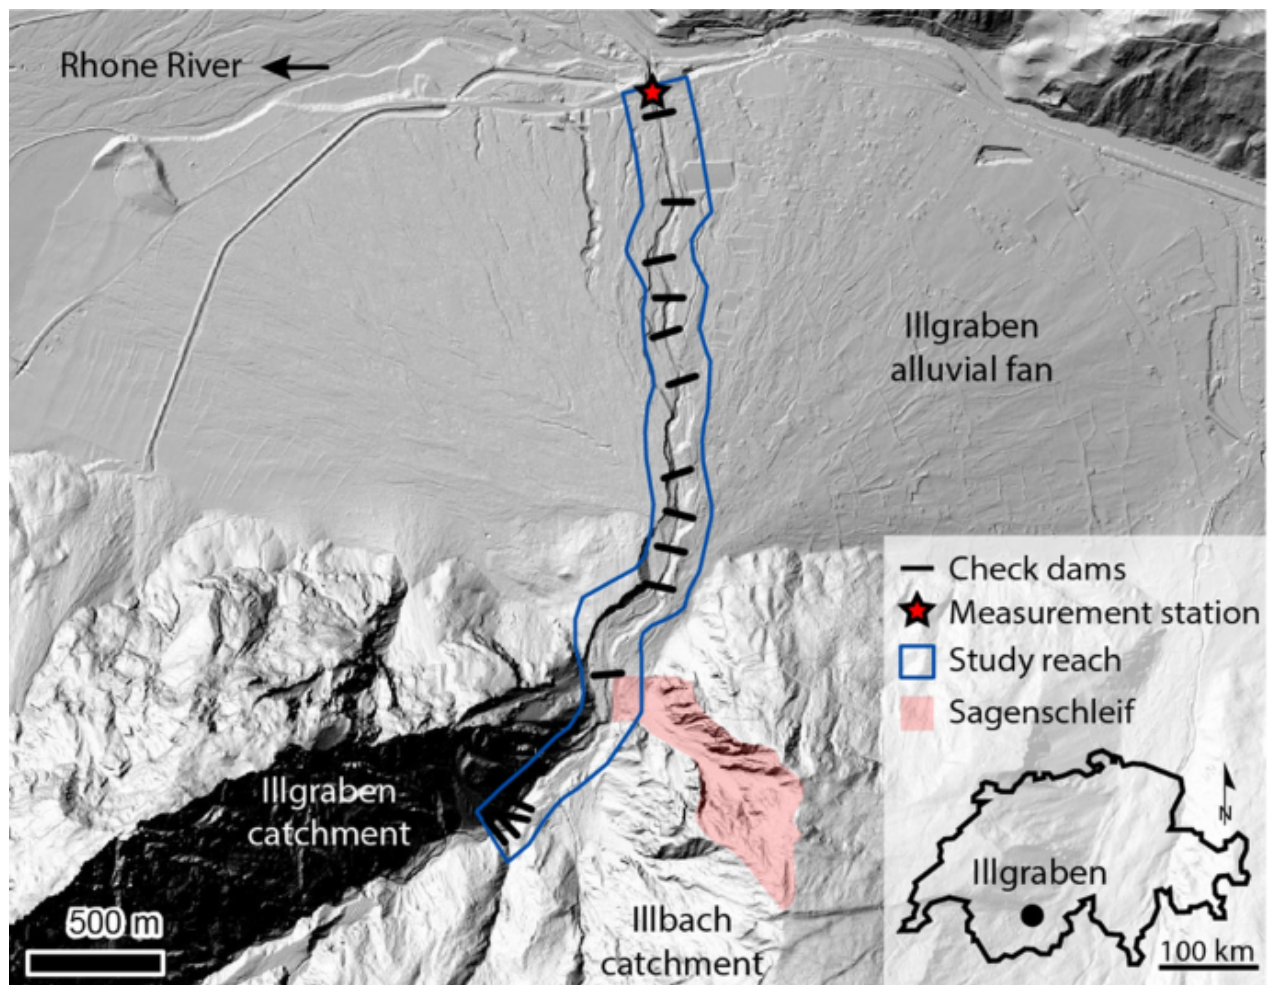 Rhone River
Illgraben
alluvial fan
Check dams
Measurement station
Study reach
Sagenschleif
Illgraben
catchment
500 m
Illbach
catchment
N
Illgraben
100 km